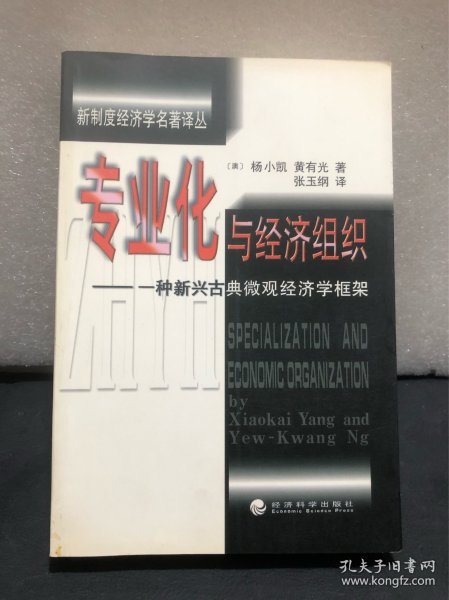 新制度经济学名著译丛
〔澳〕 杨小凯 黄有光 著
张玉纲 译
专业化与经济组织
——一种新兴古典微观经济学框架
SPECIALIZATION AND
ECONOMIC ORGANIZATION
by
Xiaokai Yang and
Yew-Kwang Ng
经济科学出版社
Economic Science Press
孔夫子旧书网
www.kongfz.com